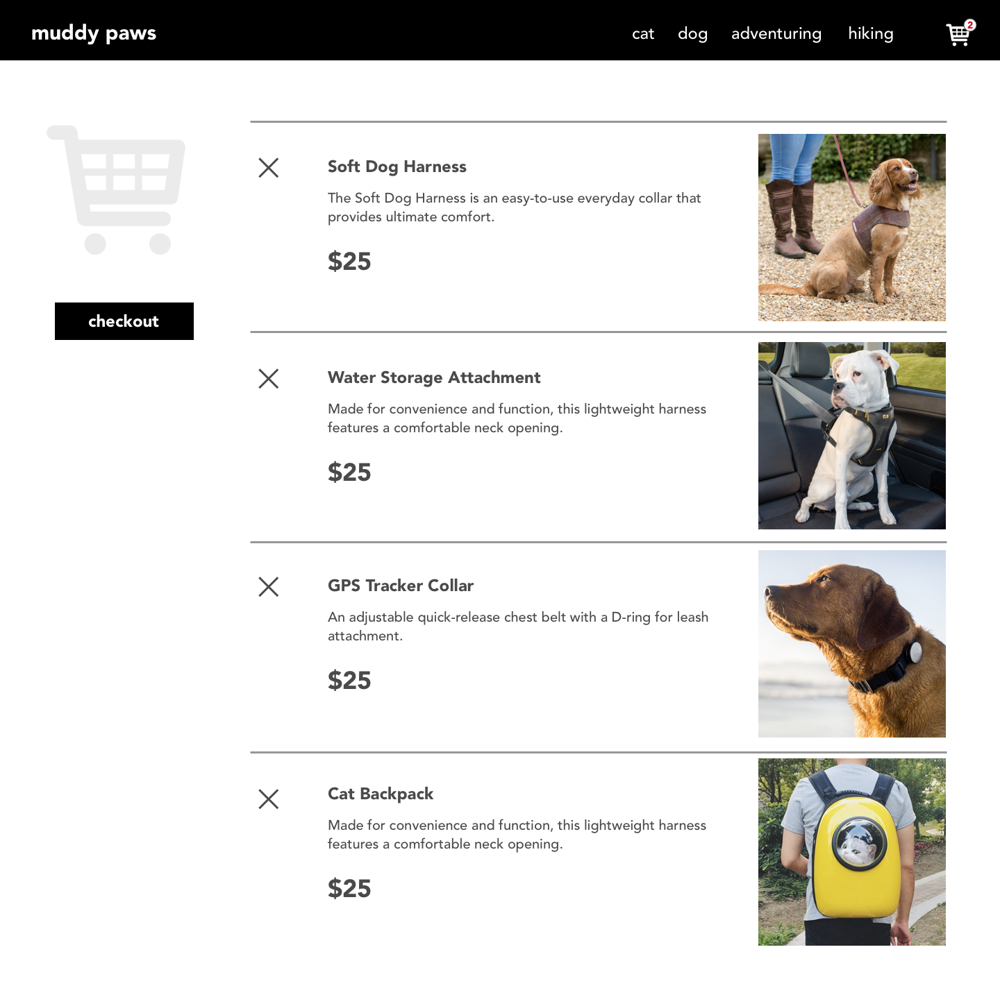 muddy paws
cat dog adventuring hiking
2
Soft Dog Harness
The Soft Dog Harness is an easy-to-use everyday collar that
provides ultimate comfort.
$25
checkout
Water Storage Attachment
Made for convenience and function, this lightweight harness
features a comfortable neck opening.
$25
GPS Tracker Collar
An adjustable quick-release chest belt with a D-ring for leash
attachment.
$25
Cat Backpack
Made for convenience and function, this lightweight harness
features a comfortable neck opening.
$25